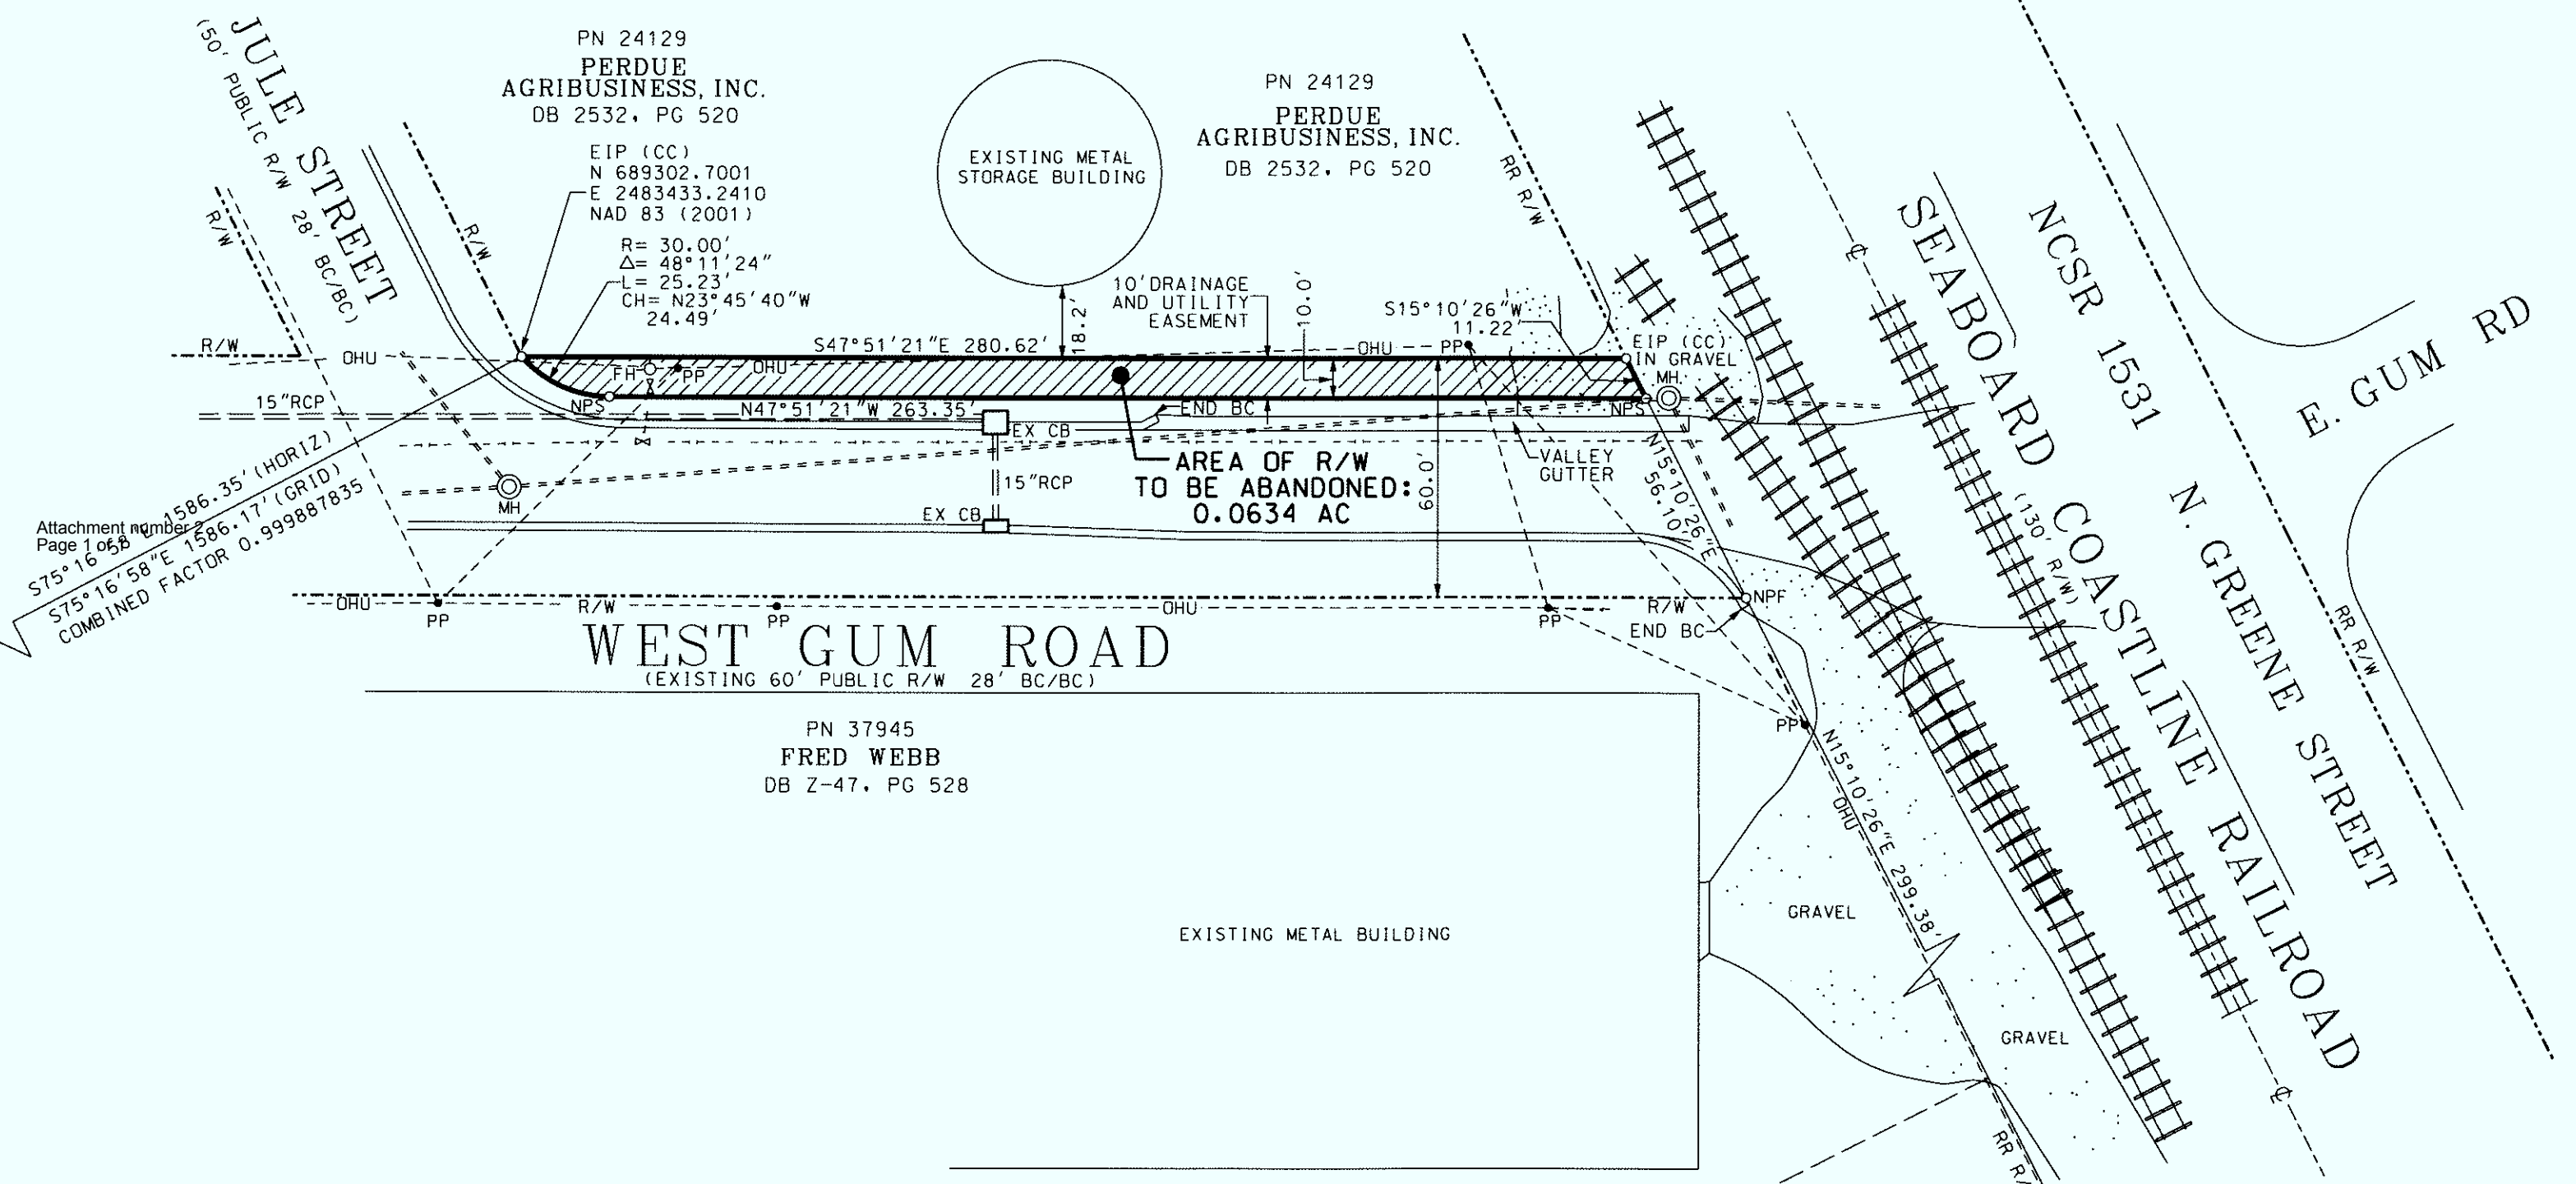 JULE STREET
(50' PUBLIC R/W 28' BC/BC)
R/W
R/W
R/W
PN 24129
PERDUE
AGRIBUSINESS, INC.
DB 2532, PG 520
EIP (CC)
N 689302.7001
E 2483433.2410
NAD 83 (2001)
R= 30.00'
Δ= 48°11'24"
L= 25.23'
CH= N23°45'40"W
24.49'
EXISTING METAL
STORAGE BUILDING
PN 24129
PERDUE
AGRIBUSINESS, INC.
DB 2532, PG 520
10' DRAINAGE
AND UTILITY
EASEMENT
18.2'
10.0'
S15°10'26"W
11.22'
RR R/W
EIP (CC)
IN GRAVEL
MH
OHU
S47°51'21"E 280.62'
OHU
PP
FH
PP
OHU
NPS
N47°51'21"W 263.35'
END BC
NPS
15"RCP
EX CB
15"RCP
EX CB
MH
AREA OF R/W
TO BE ABANDONED:
0.0634 AC
VALLEY
GUTTER
60.0'
N15°10'26"E
56.10'
S75°16'58"E 1586.35' (HORIZ)
S75°16'58"E 1586.17' (GRID)
COMBINED FACTOR 0.999887835
Attachment number 2
Page 1 of 2
OHU
PP
R/W
PP
OHU
PP
R/W
NPF
END BC
WEST GUM ROAD
(EXISTING 60' PUBLIC R/W 28' BC/BC)
PN 37945
FRED WEBB
DB Z-47, PG 528
EXISTING METAL BUILDING
PP
N15°10'26"E 299.38'
OHU
GRAVEL
GRAVEL
SEABOARD COASTLINE RAILROAD
(130' R/W)
NCSR 1531 N. GREENE STREET
E. GUM RD
RR R/W
RR R/